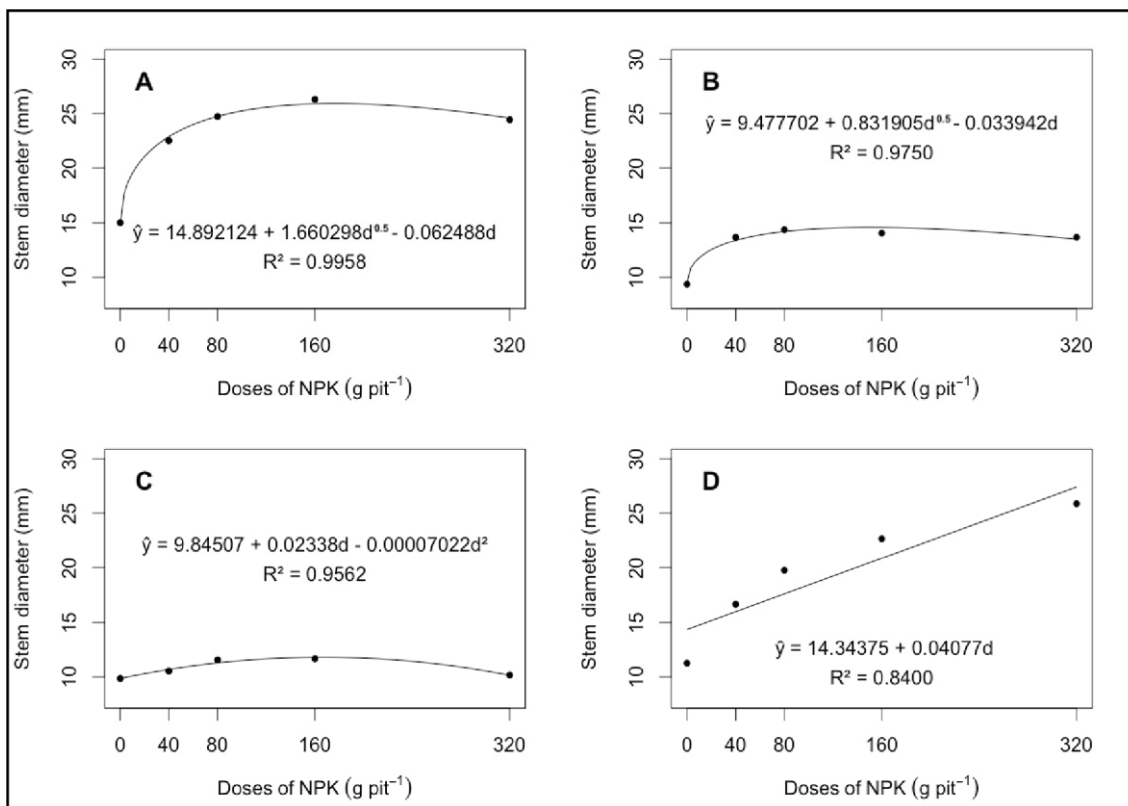 A
Stem diameter (mm)
30
25
20
15
10
ŷ = 14.892124 + 1.660298d⁰·⁵ - 0.062488d
R² = 0.9958
0 40 80 160 320
Doses of NPK (g pit⁻¹)
B
Stem diameter (mm)
30
25
20
15
10
ŷ = 9.477702 + 0.831905d⁰·⁵ - 0.033942d
R² = 0.9750
0 40 80 160 320
Doses of NPK (g pit⁻¹)
C
Stem diameter (mm)
30
25
20
15
10
ŷ = 9.84507 + 0.02338d - 0.00007022d²
R² = 0.9562
0 40 80 160 320
Doses of NPK (g pit⁻¹)
D
Stem diameter (mm)
30
25
20
15
10
ŷ = 14.34375 + 0.04077d
R² = 0.8400
0 40 80 160 320
Doses of NPK (g pit⁻¹)